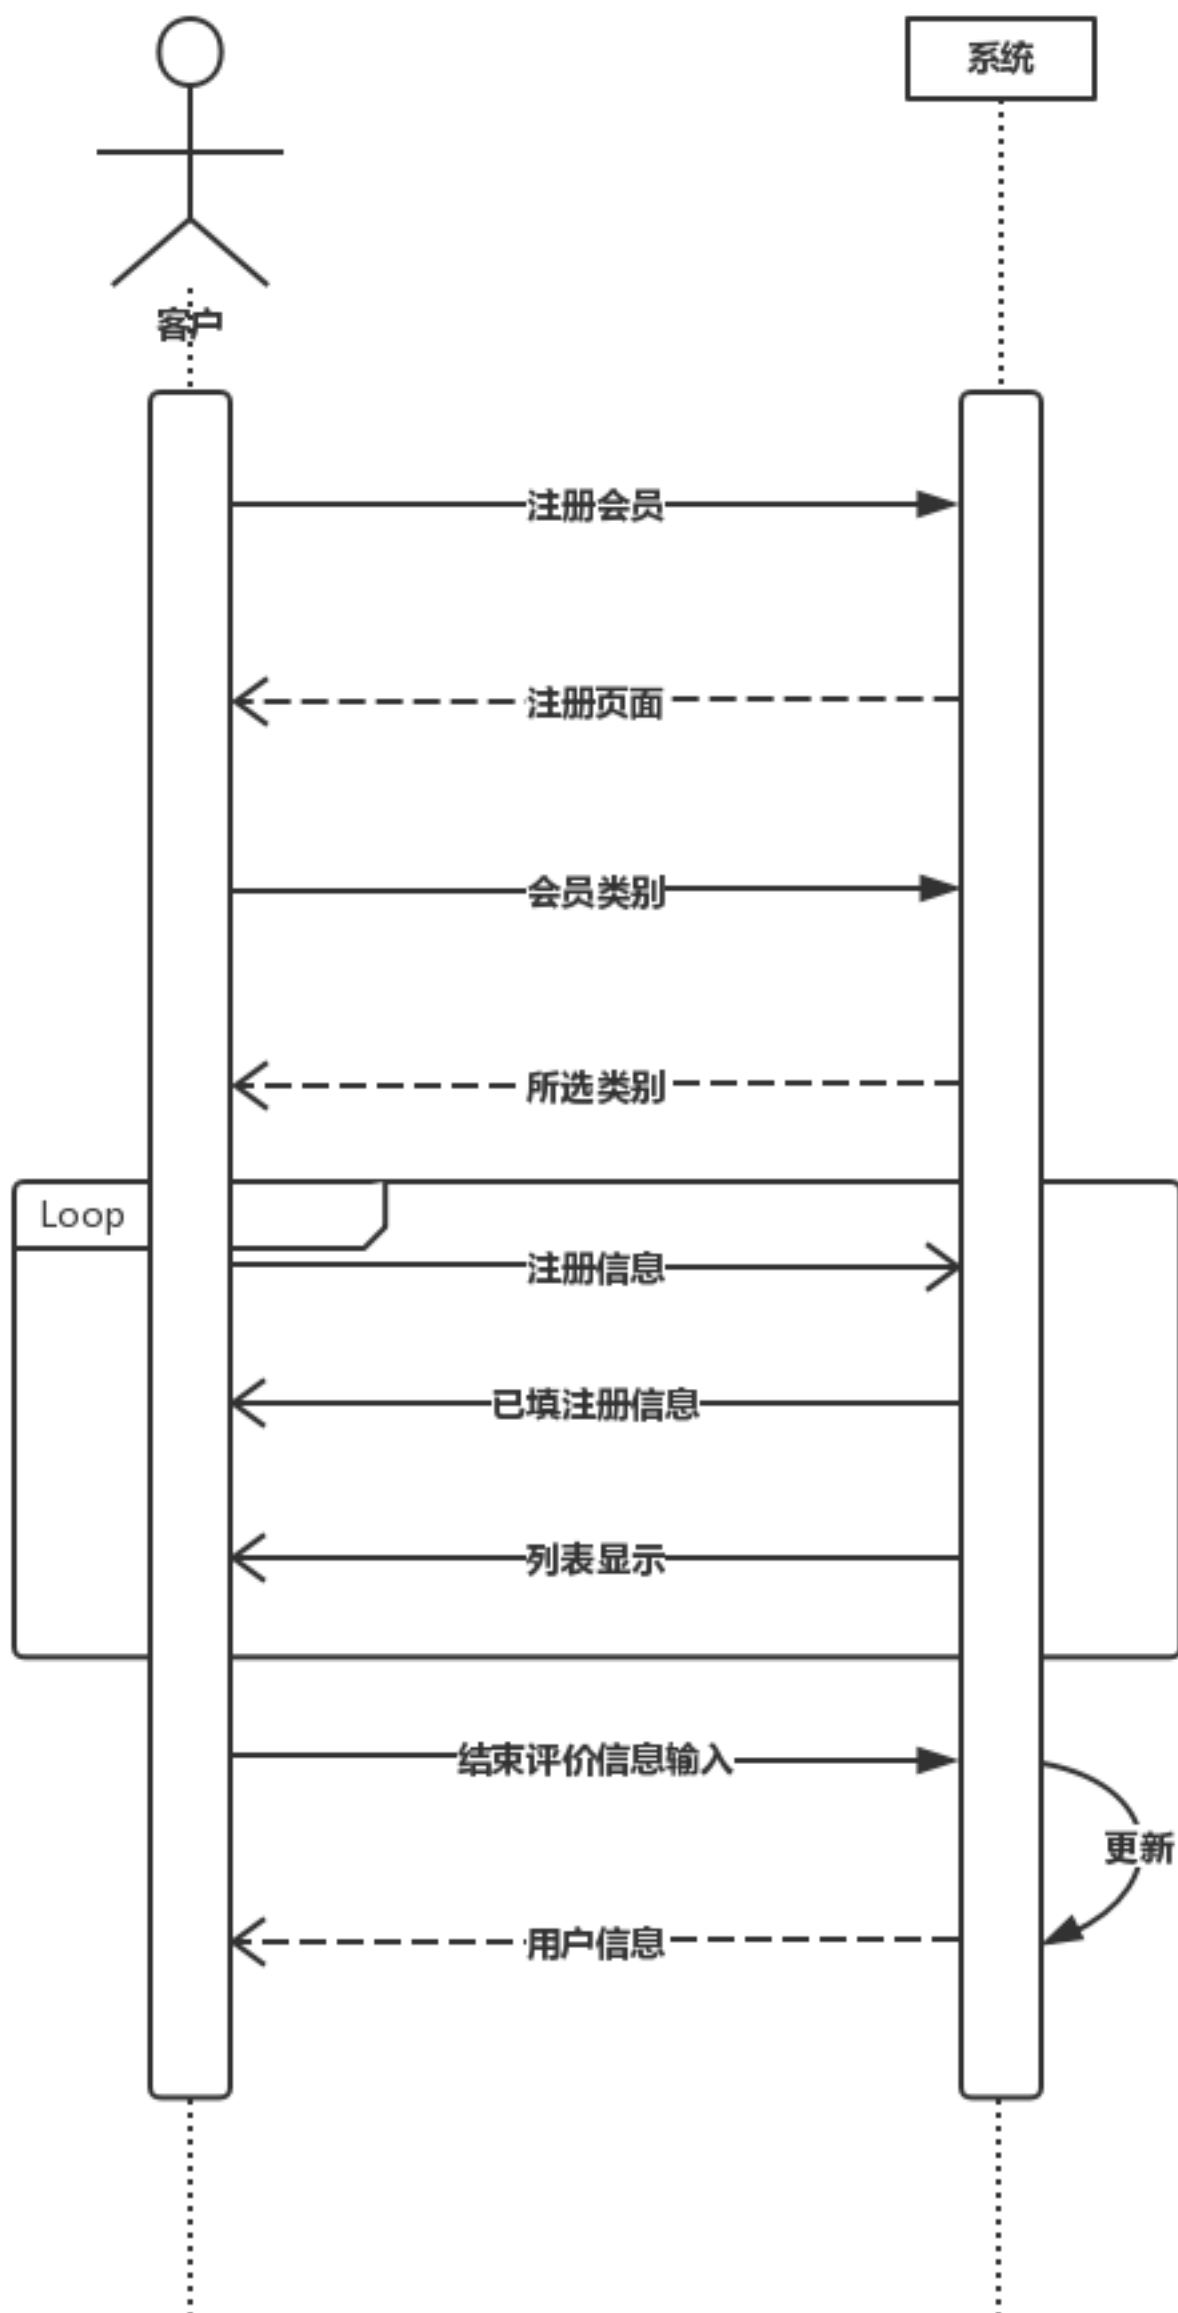 系统
客户
注册会员
注册页面
会员类别
所选类别
Loop
注册信息
已填注册信息
列表显示
结束评价信息输入
更新
用户信息